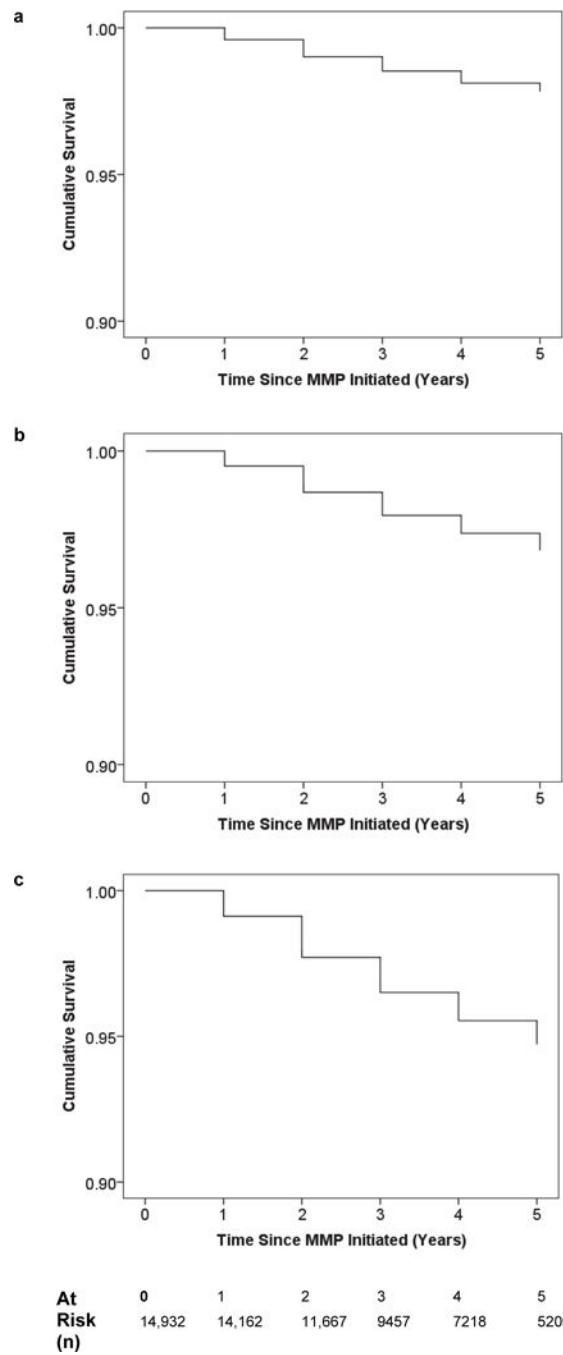 a
1.00
0.95
0.90
Cumulative Survival
0 1 2 3 4 5
Time Since MMP Initiated (Years)
b
1.00
0.95
0.90
Cumulative Survival
0 1 2 3 4 5
Time Since MMP Initiated (Years)
c
1.00
0.95
0.90
Cumulative Survival
0 1 2 3 4 5
Time Since MMP Initiated (Years)
At 0 1 2 3 4 5
Risk 14,932 14,162 11,667 9457 7218 520
(n)